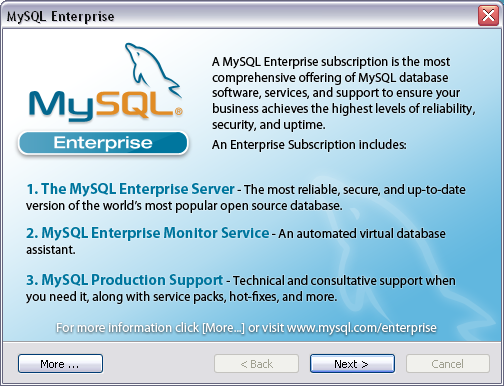 MySQL Enterprise
A MySQL Enterprise subscription is the most
comprehensive offering of MySQL database
software, services, and support to ensure your
business achieves the highest levels of reliability,
security, and uptime.
An Enterprise Subscription includes:
MySQL®
Enterprise
1. The MySQL Enterprise Server - The most reliable, secure, and up-to-date
version of the world's most popular open source database.
2. MySQL Enterprise Monitor Service - An automated virtual database
assistant.
3. MySQL Production Support - Technical and consultative support when
you need it, along with service packs, hot-fixes, and more.
For more information click [More...] or visit www.mysql.com/enterprise
More ...
< Back
Next >
Cancel